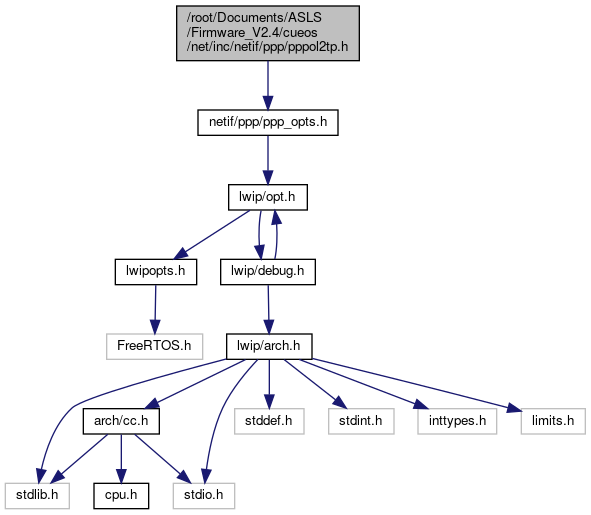 /root/Documents/ASLS
/Firmware_V2.4/cueos
/net/inc/netif/ppp/pppol2tp.h
netif/ppp/ppp_opts.h
lwip/opt.h
lwipopts.h
lwip/debug.h
FreeRTOS.h
lwip/arch.h
arch/cc.h
stddef.h
stdint.h
inttypes.h
limits.h
stdlib.h
cpu.h
stdio.h